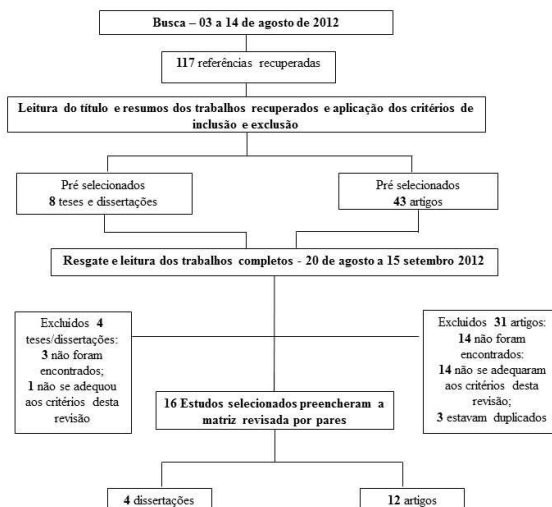 Busca – 03 a 14 de agosto de 2012
117 referências recuperadas
Leitura do título e resumos dos trabalhos recuperados e aplicação dos critérios de
inclusão e exclusão
Pré selecionados
8 teses e dissertações
Pré selecionados
43 artigos
Resgate e leitura dos trabalhos completos - 20 de agosto a 15 setembro 2012
Excluidos 4
teses/dissertações:
3 não foram
encontrados;
1 não se adequou
aos critérios desta
revisão
Excluidos 31 artigos:
14 não foram
encontrados:
14 não se adequaram
aos critérios desta
revisão;
3 estavam duplicados
16 Estudos selecionados preencheram a
matriz revisada por pares
4 dissertações
12 artigos